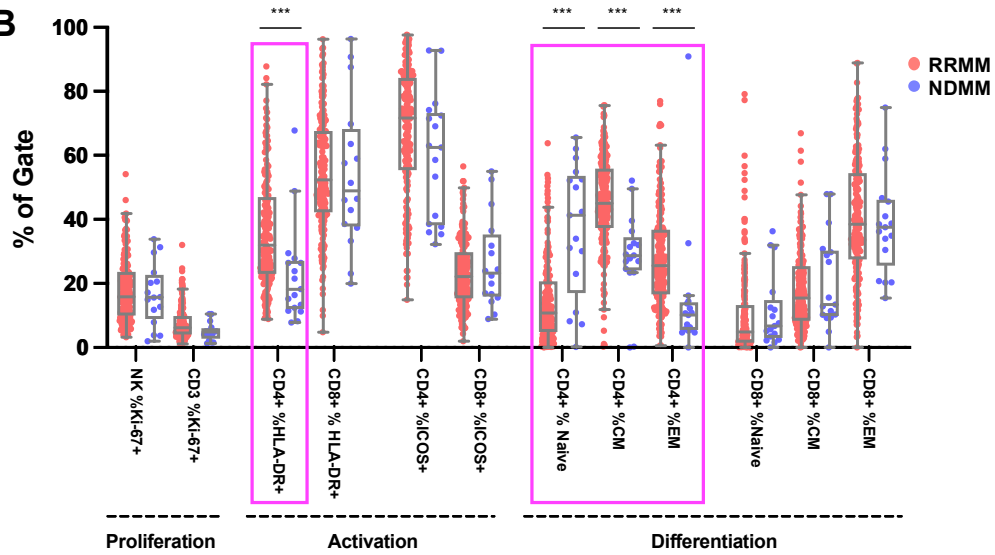 B
*** *** *** ***
100
80
60
40
20
0
% of Gate
RRMM
NDMM
NK %Ki-67+
CD3 %Ki-67+
CD4+ %HLA-DR+
CD8+ % HLA-DR+
CD4+ %ICOS+
CD8+ %ICOS+
CD4+ % Naive
CD4+ %CM
CD4+ %EM
CD8+ %Naive
CD8+ %CM
CD8+ %EM
Proliferation Activation Differentiation